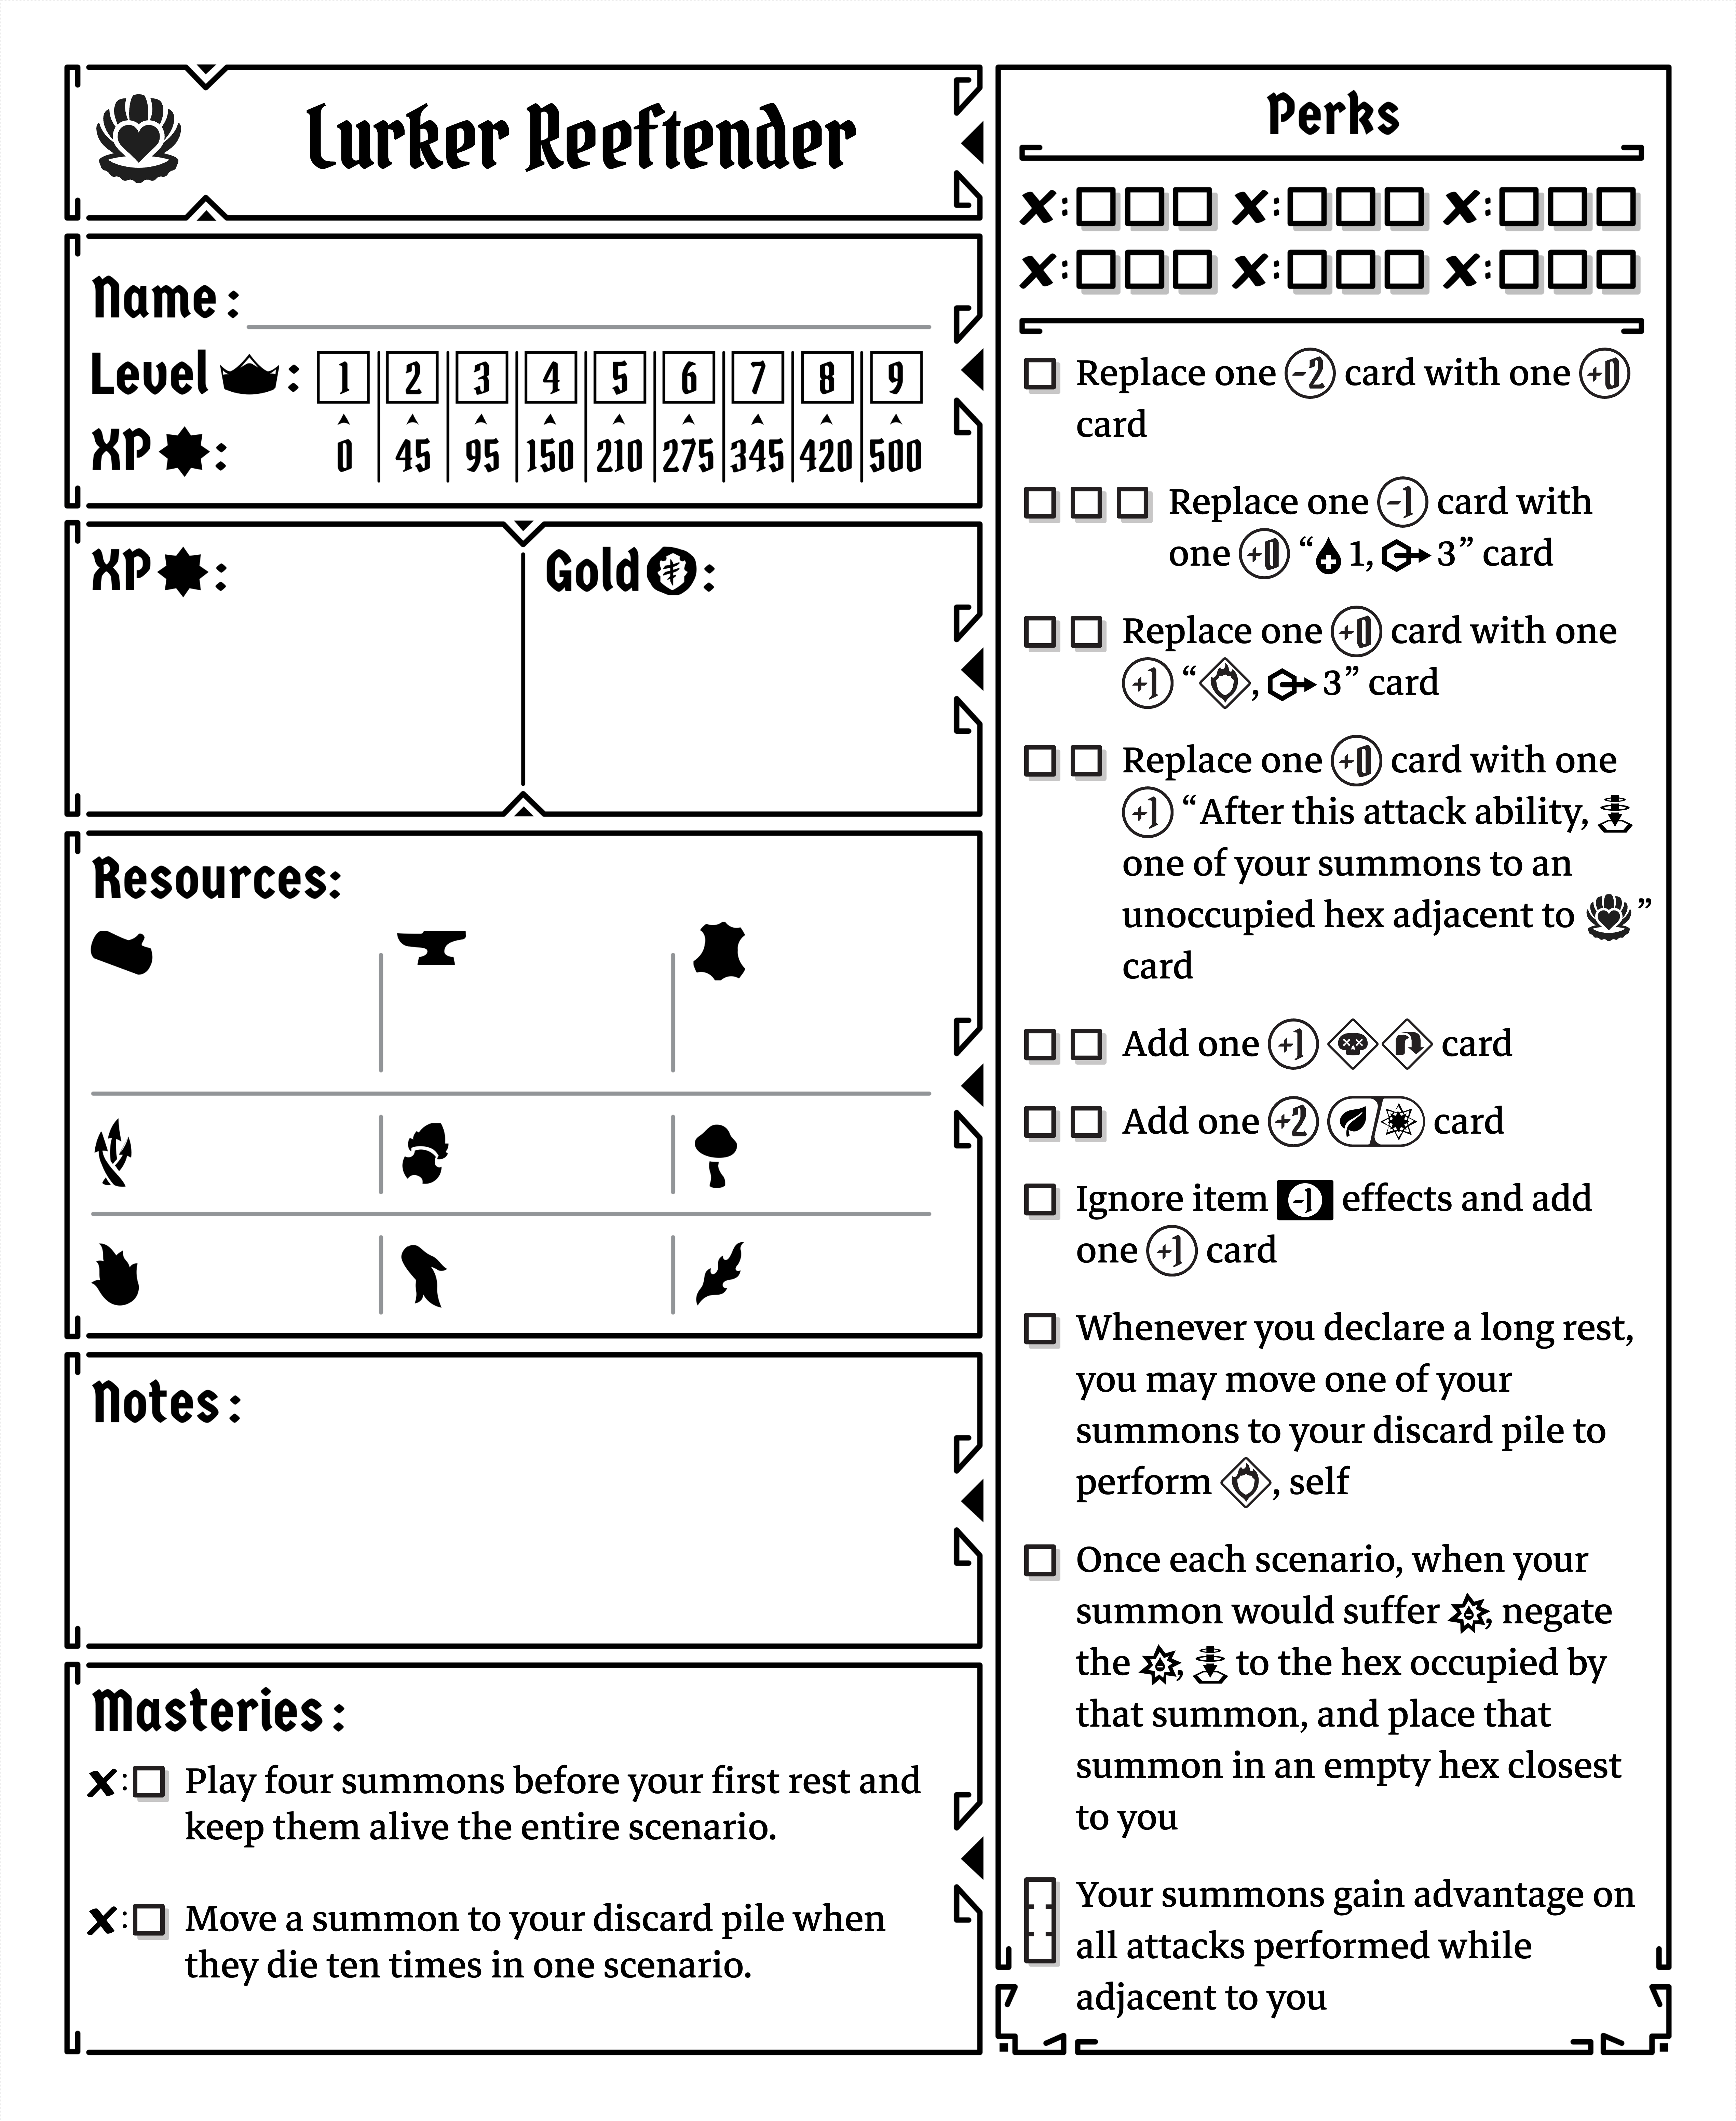 Lurker Reeftender
Name:
Level : 1 2 3 4 5 6 7 8 9
XP : 0 45 95 150 210 275 345 420 500
XP :
Gold :
Resources:
Notes:
Masteries:
x: Play four summons before your first rest and
keep them alive the entire scenario.
x: Move a summon to your discard pile when
they die ten times in one scenario.
Perks
x: x: x:
x: x: x:
Replace one -2 card with one +0
card
Replace one -1 card with
one +0 “ 1, 3” card
Replace one +0 card with one
+1 “ , 3” card
Replace one +0 card with one
+1 “After this attack ability,
one of your summons to an
unoccupied hex adjacent to ”
card
Add one +1 card
Add one +2 card
Ignore item -1 effects and add
one +1 card
Whenever you declare a long rest,
you may move one of your
summons to your discard pile to
perform , self
Once each scenario, when your
summon would suffer , negate
the , to the hex occupied by
that summon, and place that
summon in an empty hex closest
to you
Your summons gain advantage on
all attacks performed while
adjacent to you